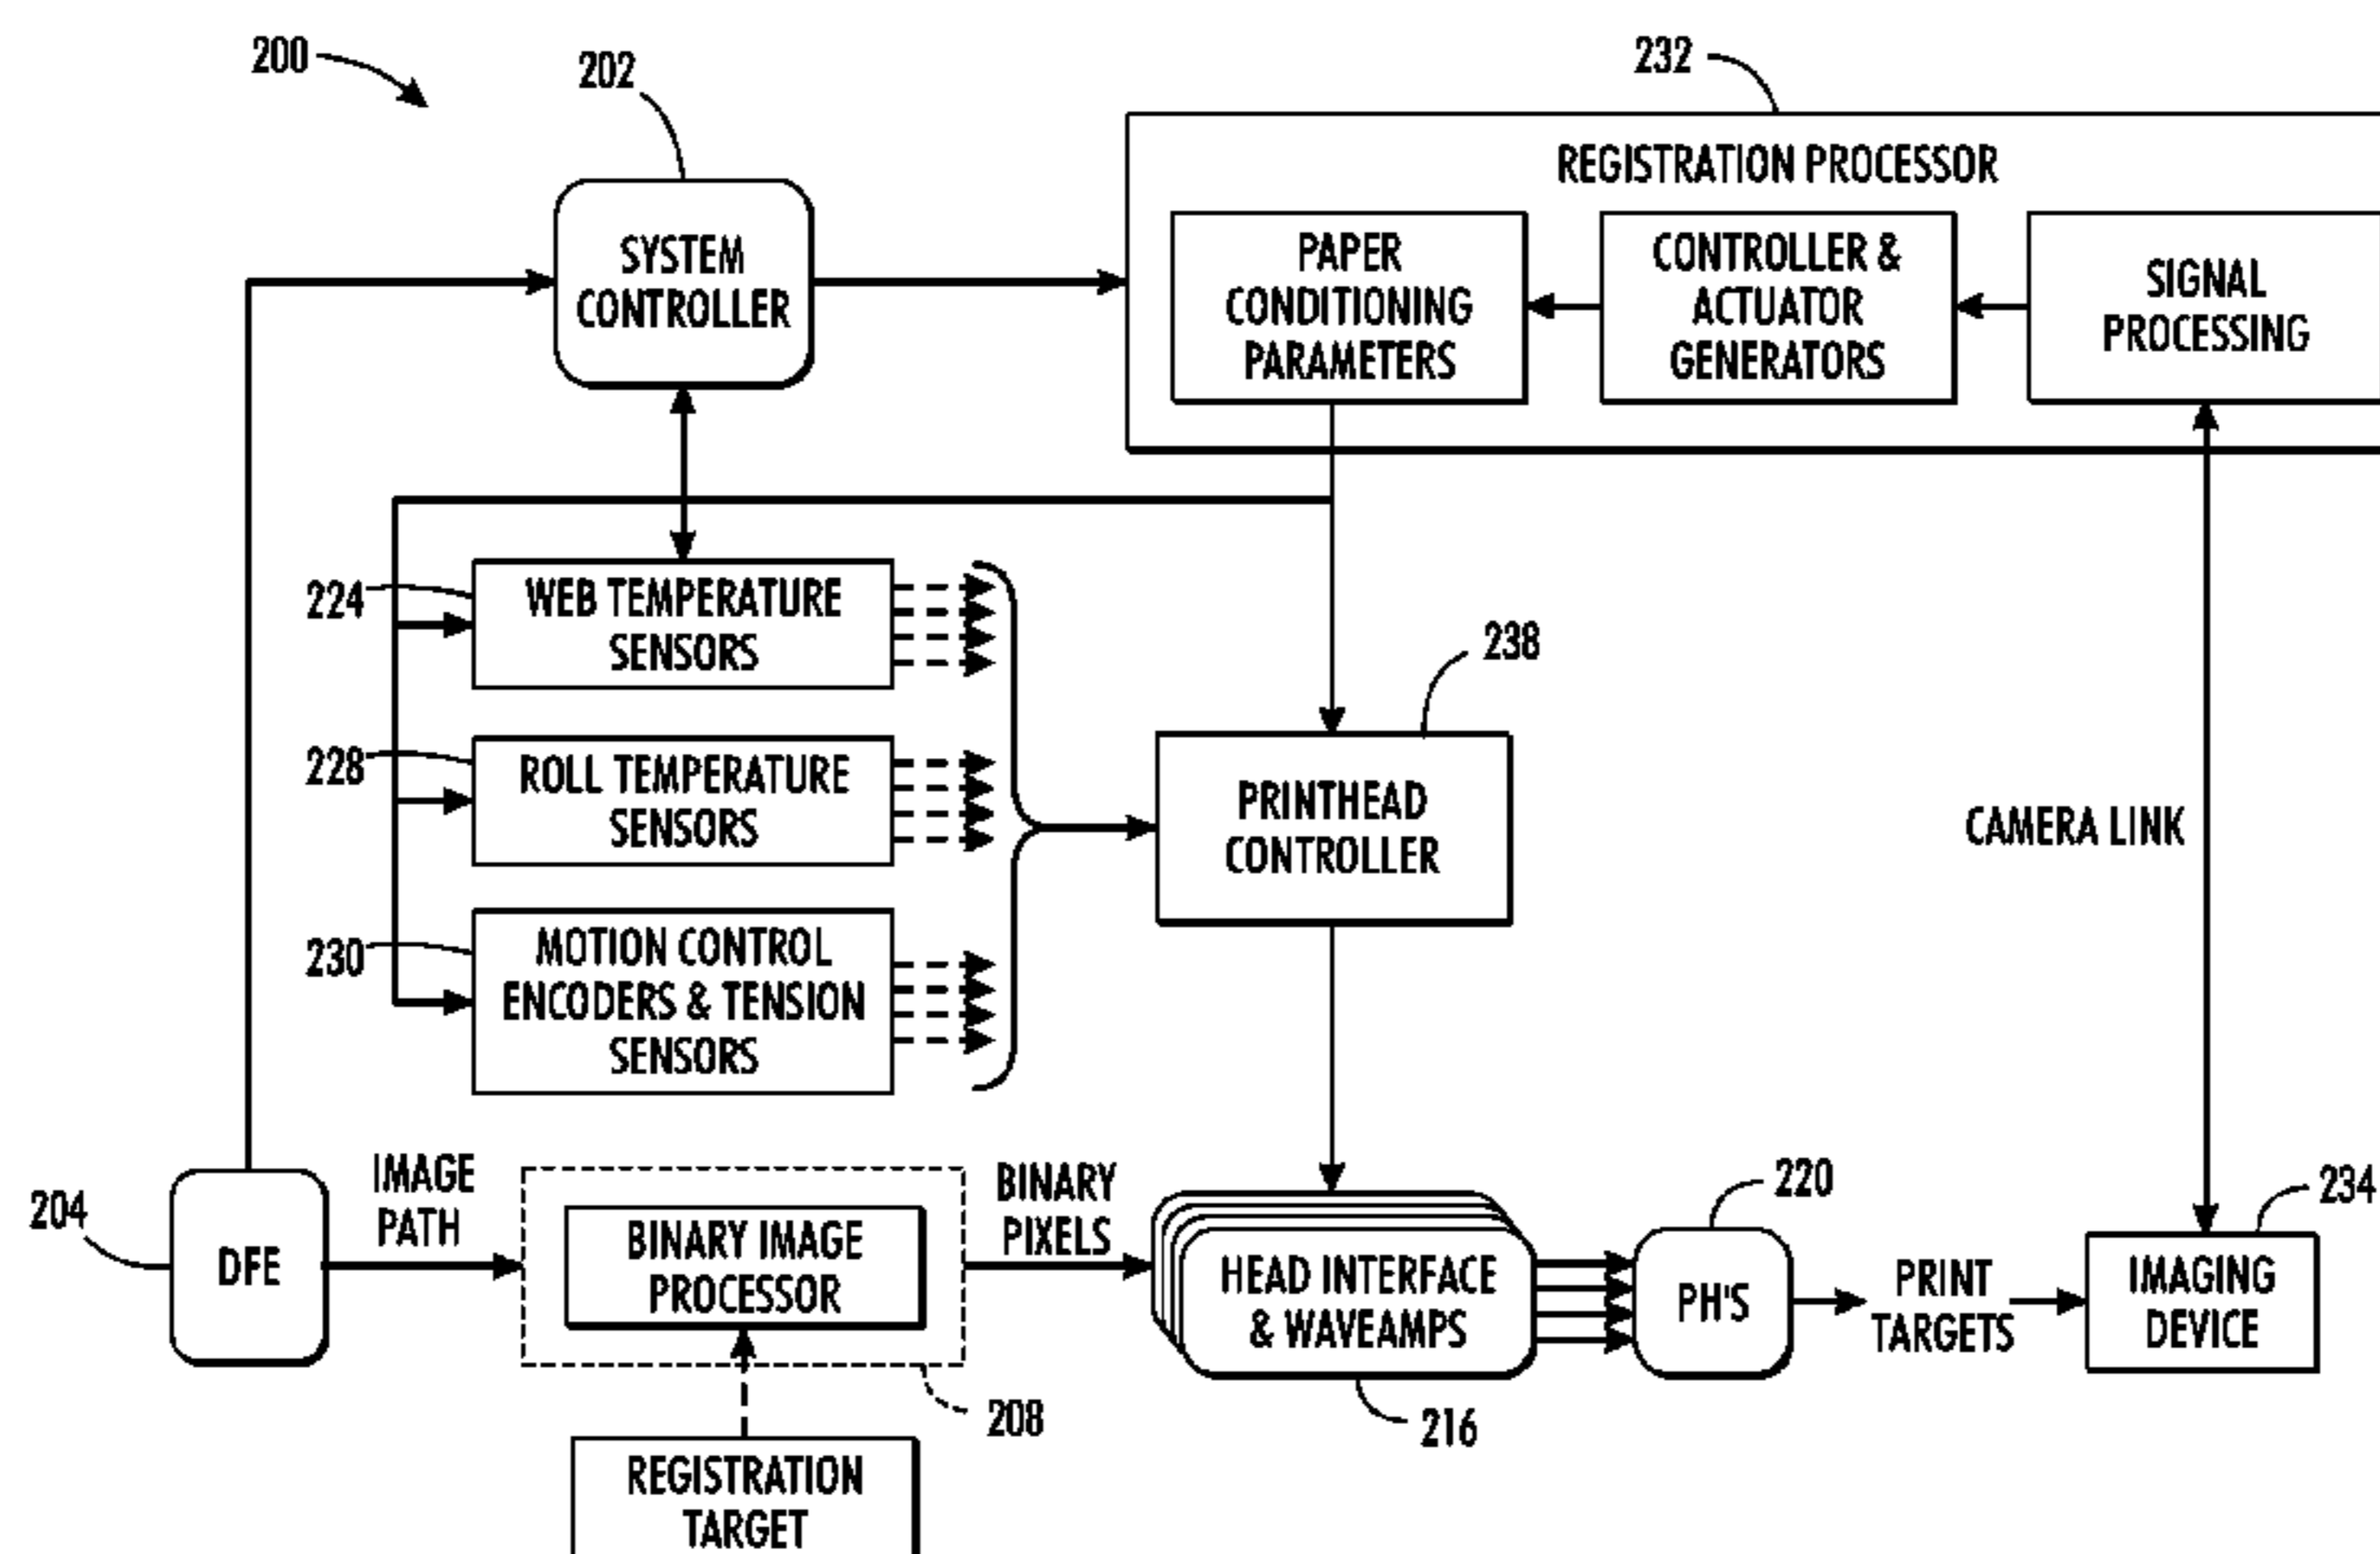 200
202
232
REGISTRATION PROCESSOR
SYSTEM
CONTROLLER
PAPER
CONDITIONING
PARAMETERS
CONTROLLER &
ACTUATOR
GENERATORS
SIGNAL
PROCESSING
224
WEB TEMPERATURE
SENSORS
228
ROLL TEMPERATURE
SENSORS
230
MOTION CONTROL
ENCODERS & TENSION
SENSORS
238
PRINTHEAD
CONTROLLER
CAMERA LINK
204
DFE
IMAGE
PATH
BINARY IMAGE
PROCESSOR
208
BINARY
PIXELS
HEAD INTERFACE
& WAVEAMPS
216
220
PH'S
PRINT
TARGETS
234
IMAGING
DEVICE
REGISTRATION
TARGET